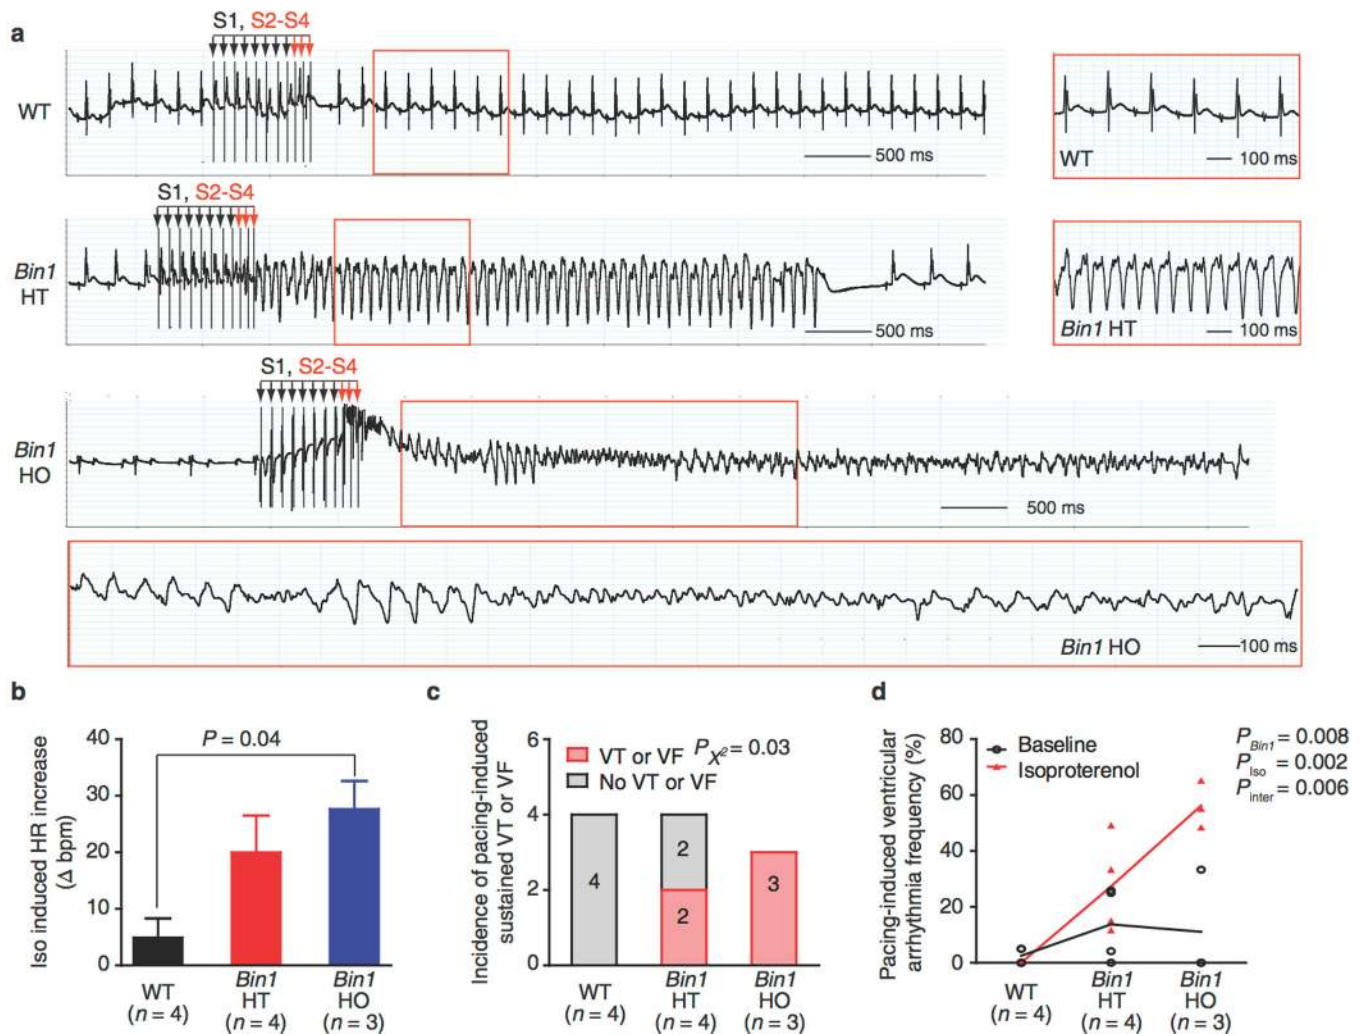 a
S1, S2-S4
WT
500 ms
WT
100 ms
S1, S2-S4
Bin1
HT
500 ms
Bin1 HT
100 ms
S1, S2-S4
Bin1
HO
500 ms
Bin1 HO
100 ms
b
Iso induced HR increase
(Δ bpm)
40
30
20
10
0
P = 0.04
WT
(n = 4)
Bin1
HT
(n = 4)
Bin1
HO
(n = 3)
c
Incidence of pacing-induced
sustained VT or VF
6
4
2
0
VT or VF
No VT or VF
PX² = 0.03
4
2
2
3
WT
(n = 4)
Bin1
HT
(n = 4)
Bin1
HO
(n = 3)
d
Pacing-induced ventricular
arrhythmia frequency (%)
80
60
40
20
0
Baseline
Isoproterenol
PBin1 = 0.008
PIso = 0.002
Pinter = 0.006
WT
(n = 4)
Bin1
HT
(n = 4)
Bin1
HO
(n = 3)